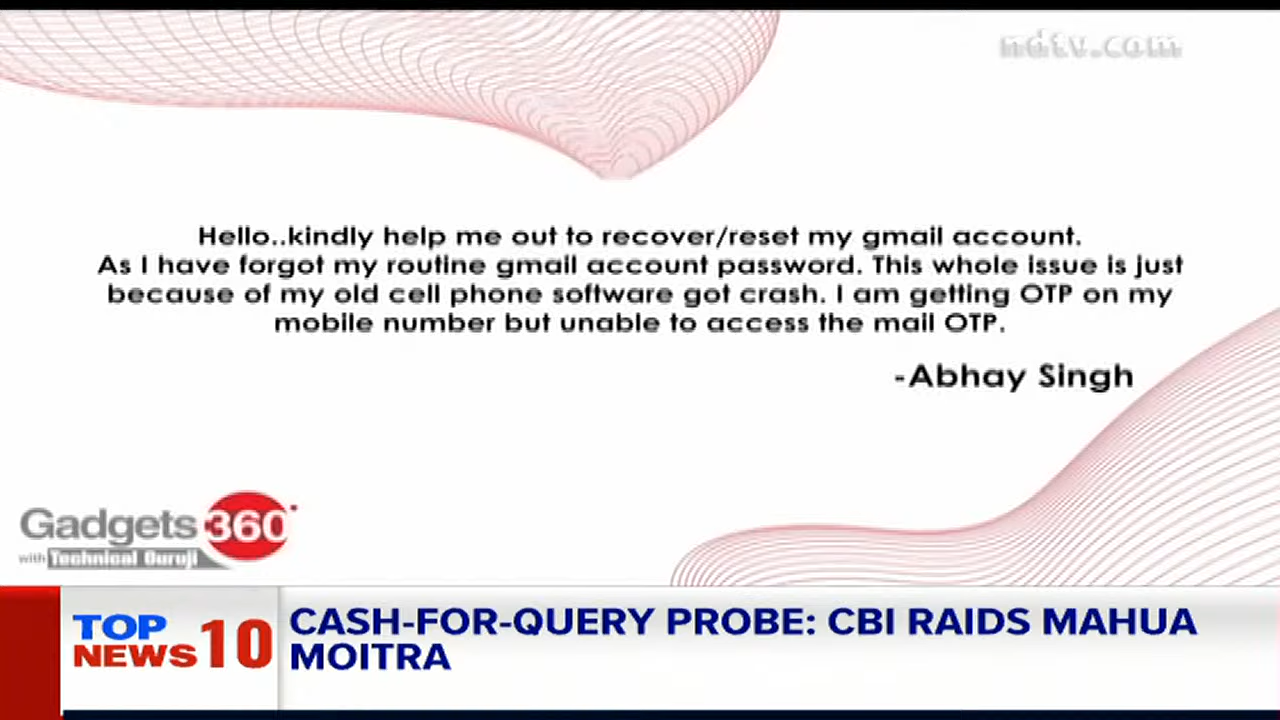 ndtv.com
Hello..kindly help me out to recover/reset my gmail account.
As I have forgot my routine gmail account password. This whole issue is just
because of my old cell phone software got crash. I am getting OTP on my
mobile number but unable to access the mail OTP.
-Abhay Singh
Gadgets 360°
with Technical Guruji
TOP NEWS 10
CASH-FOR-QUERY PROBE: CBI RAIDS MAHUA
MOITRA